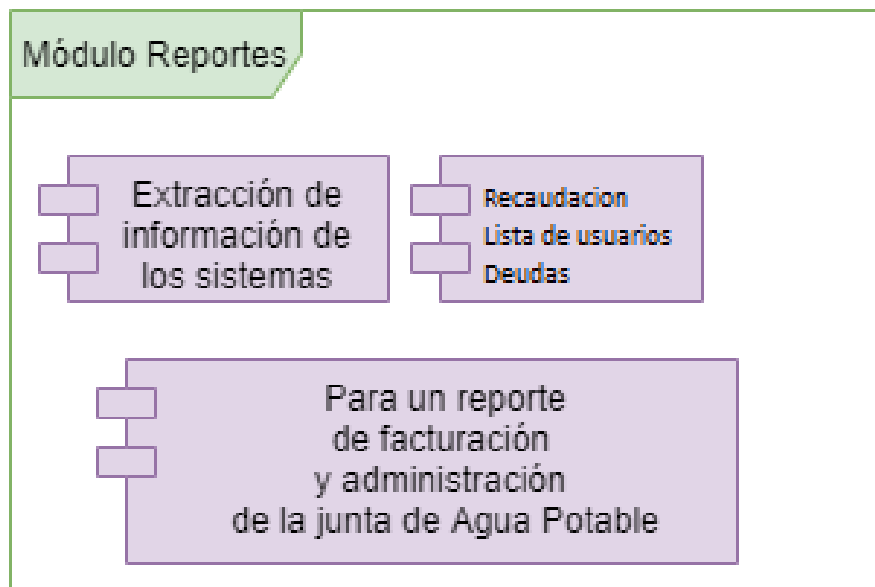 Módulo Reportes
Extracción de
información de
los sistemas
Recaudacion
Lista de usuarios
Deudas
Para un reporte
de facturación
y administración
de la junta de Agua Potable